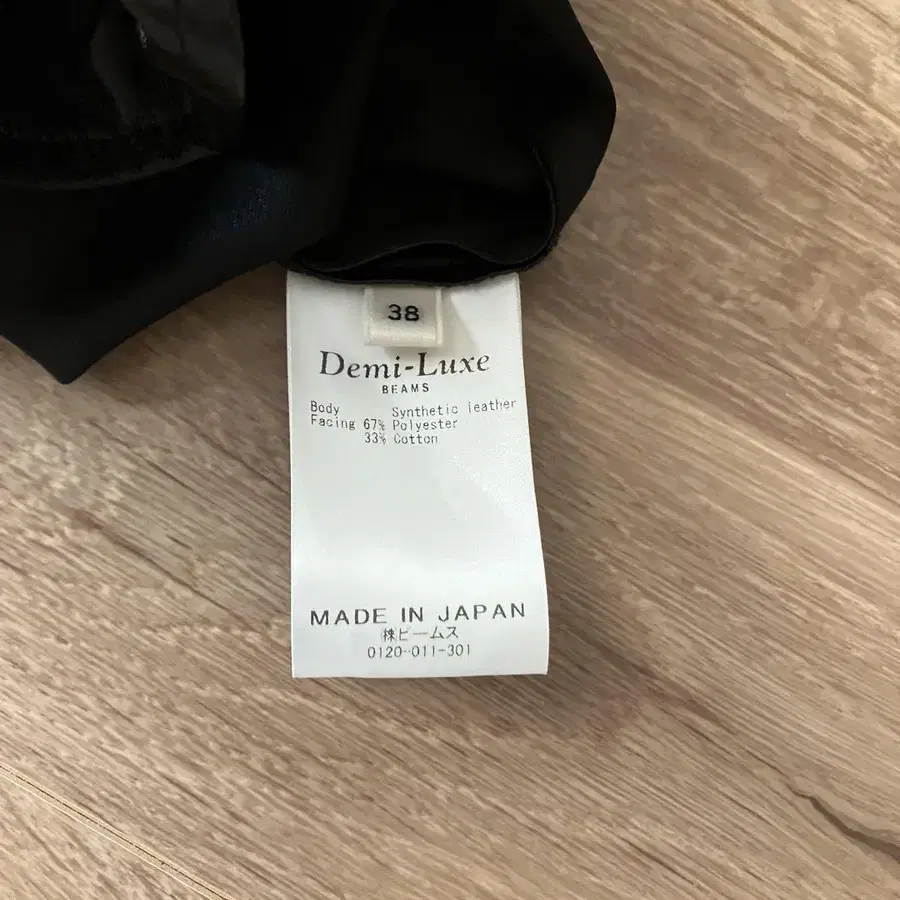 38
Demi-Luxe
BEAMS
Body Synthetic leather
Facing 67% Polyester
33% Cotton
MADE IN JAPAN
㈱ビームス
0120-011-301